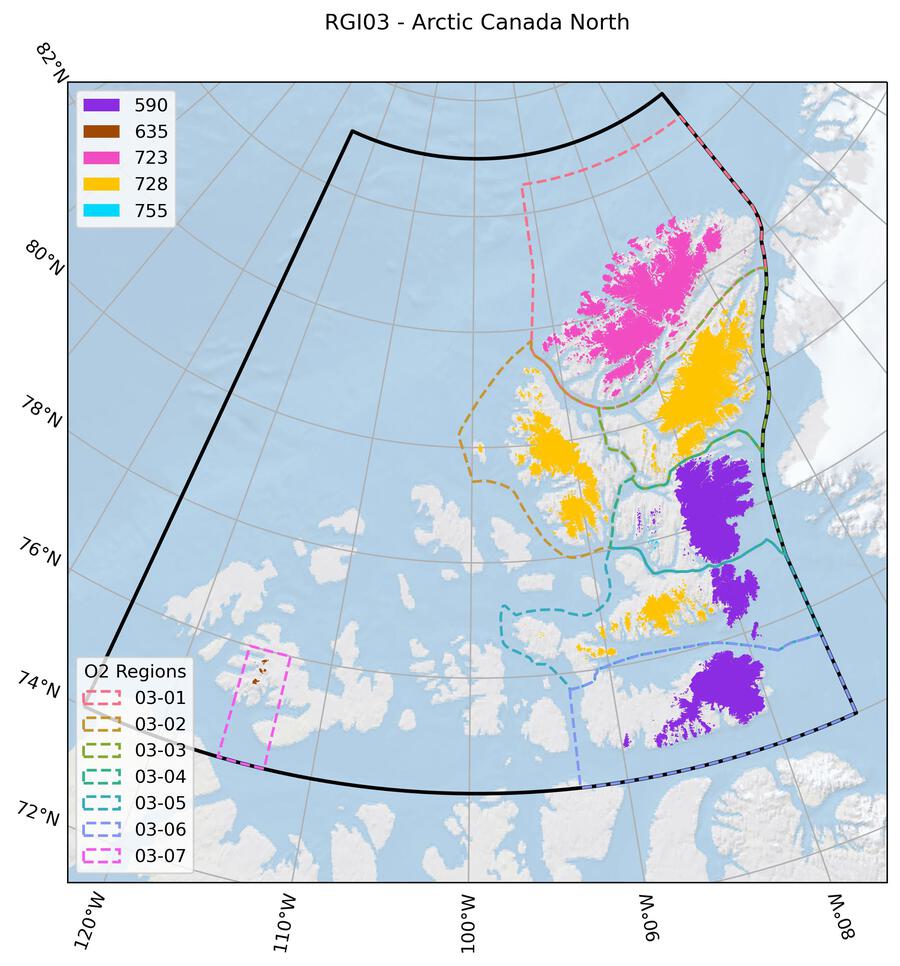 RGI03 - Arctic Canada North
82°N
590
635
723
728
755
80°N
78°N
76°N
74°N
72°N
O2 Regions
03-01
03-02
03-03
03-04
03-05
03-06
03-07
120°W
110°W
100°W
90°W
80°W